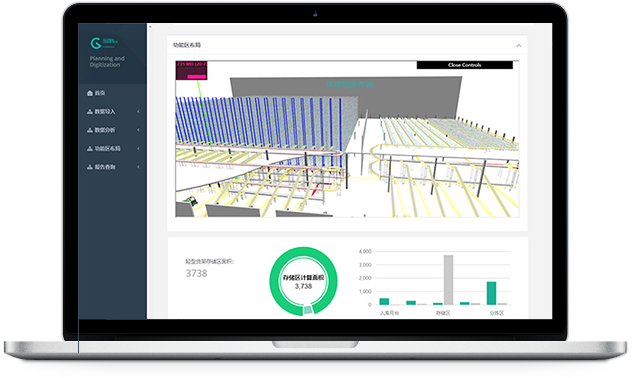 Planning and
Digitization
首页
数据导入
数据分析
功能区布局
报告查询
功能区布局
Close Controls
轻型货架存储区面积:
3738
存储区计算面积
3,738
4,000
3,000
2,000
1,000
0
入库月台
存储区
分拣区